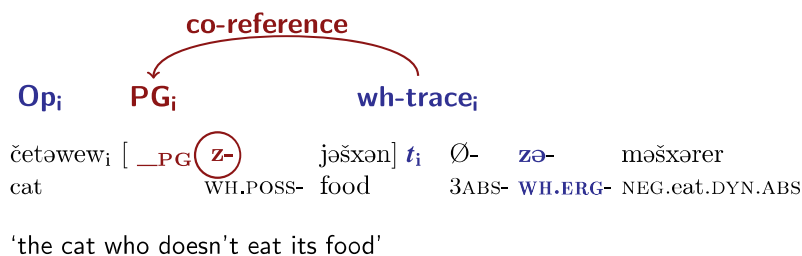 co-reference
Opᵢ PGᵢ wh-traceᵢ
četəwewᵢ [ __PG z- jəšxən] tᵢ Ø- zə- məšxərer
cat WH.POSS- food 3ABS- WH.ERG- NEG.eat.DYN.ABS
‘the cat who doesn't eat its food’